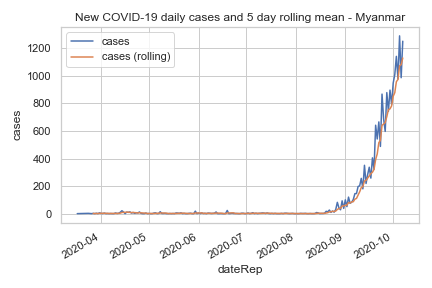 New COVID-19 daily cases and 5 day rolling mean - Myanmar
cases
cases (rolling)
1200
1000
800
600
400
200
0
cases
2020-04
2020-05
2020-06
2020-07
2020-08
2020-09
2020-10
dateRep